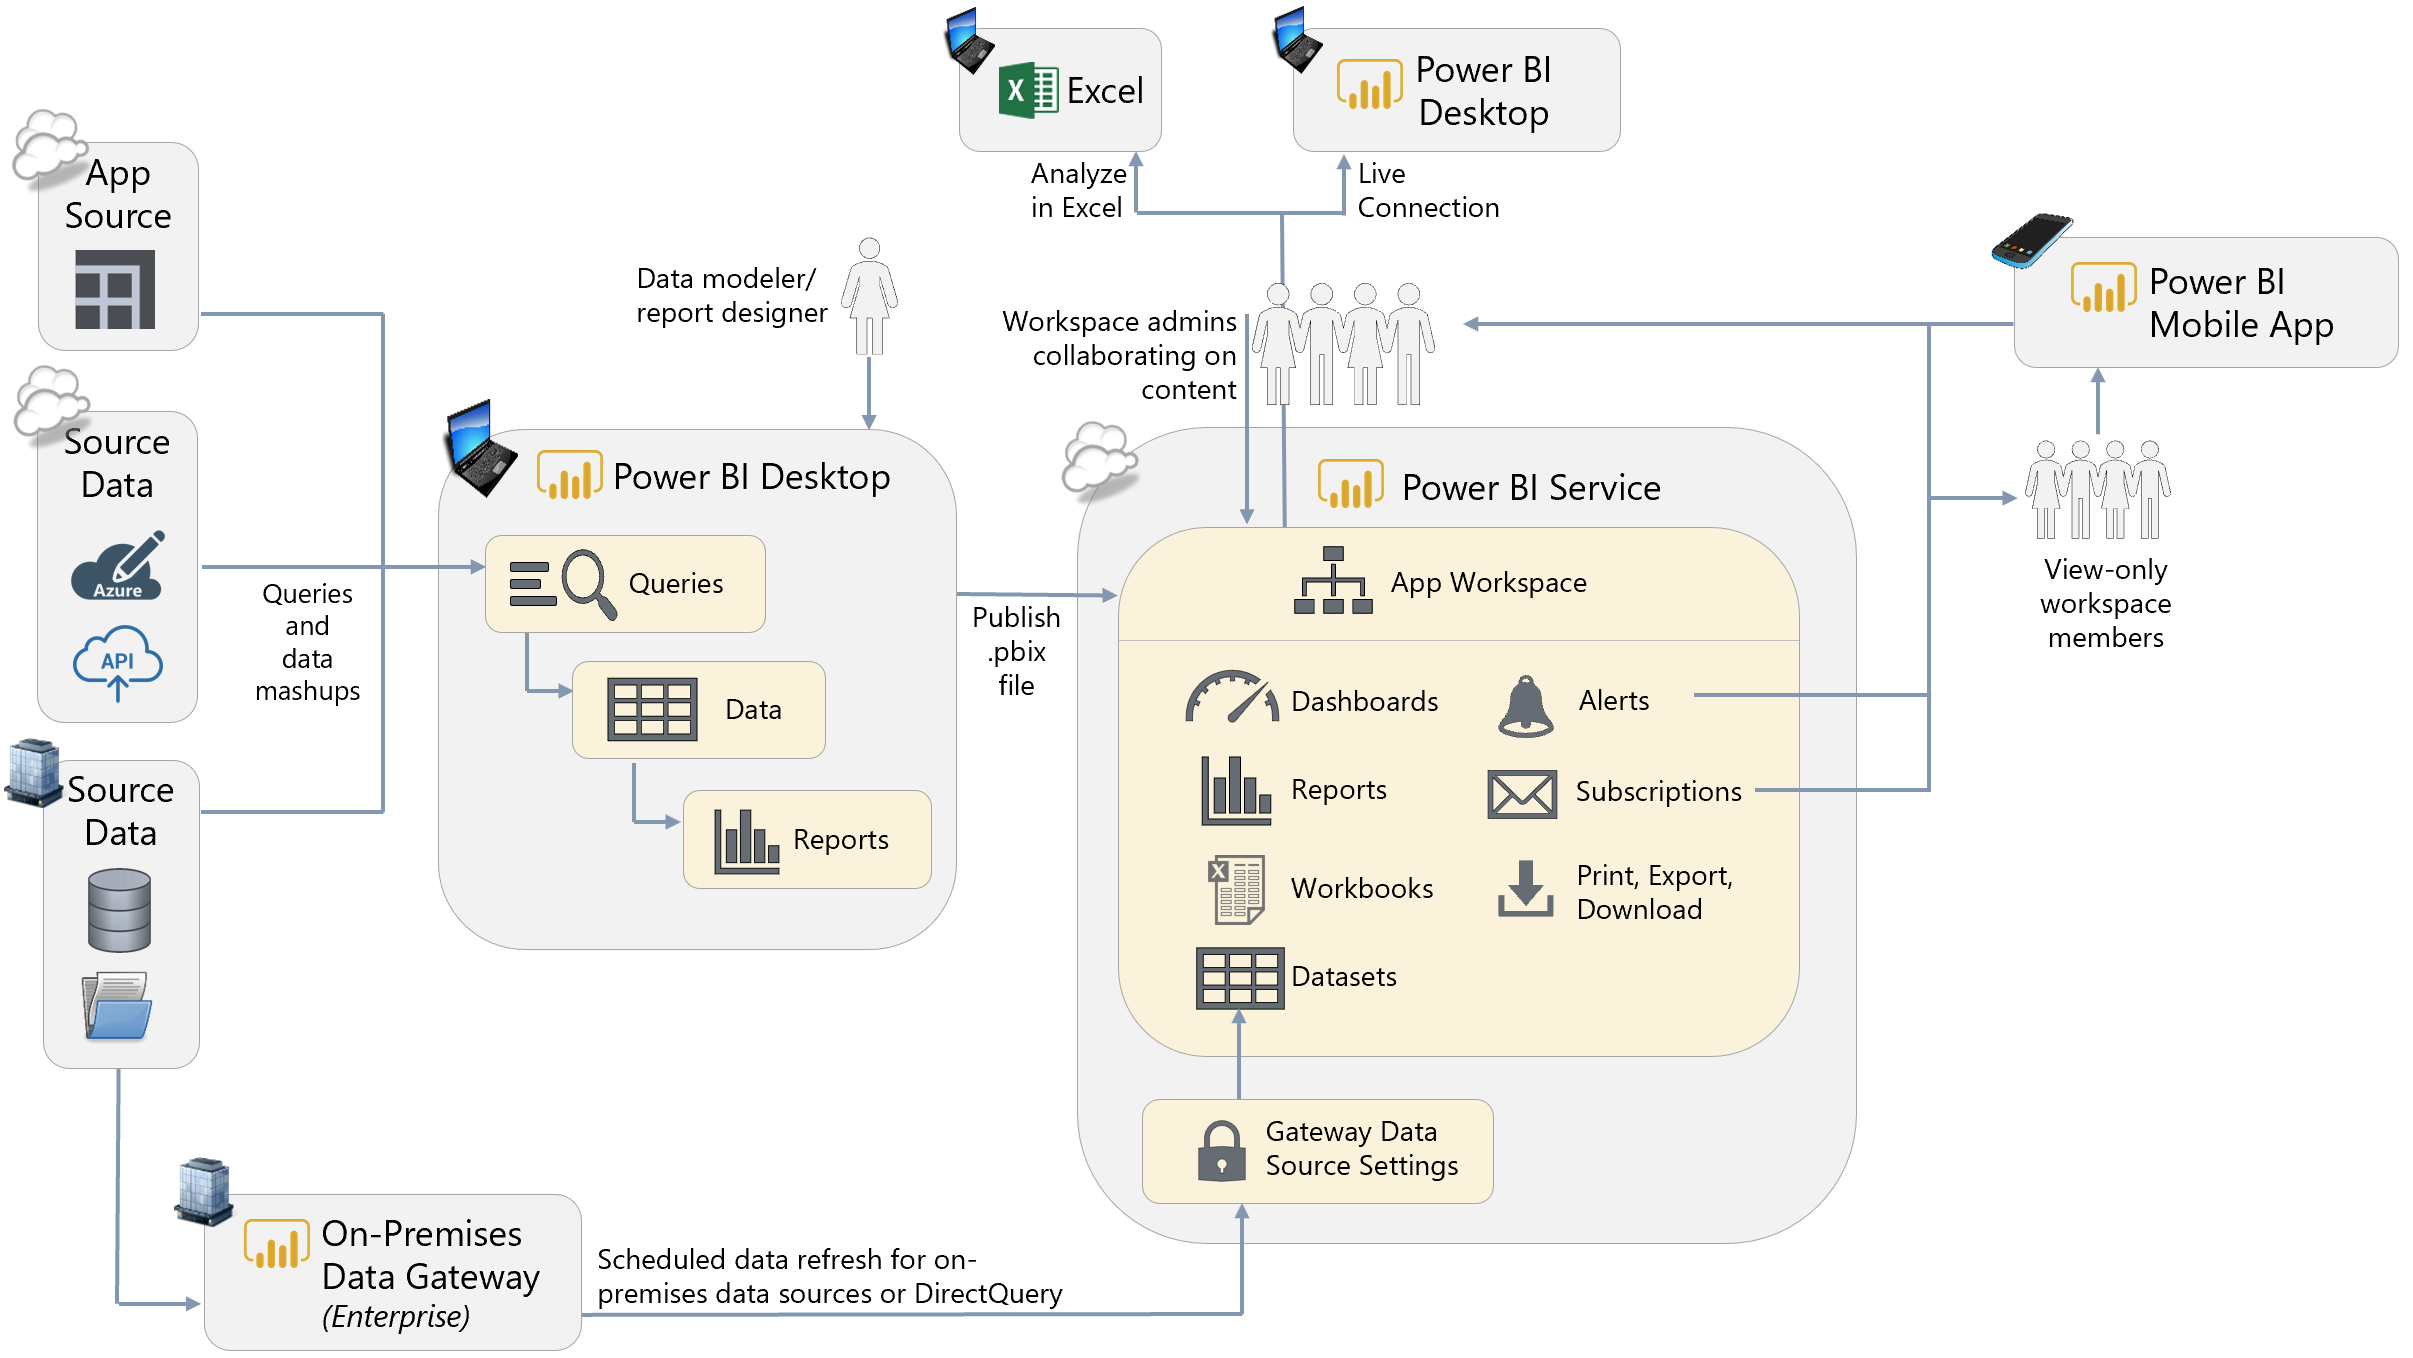 Excel
Power BI
Desktop
Analyze
in Excel
Live
Connection
App
Source
Data modeler/
report designer
Workspace admins
collaborating on
content
Power BI
Mobile App
Source
Data
Azure
API
Queries
and
data
mashups
Power BI Desktop
Queries
Data
Reports
Publish
.pbix
file
Power BI Service
App Workspace
Dashboards
Alerts
Reports
Subscriptions
X
Workbooks
Print, Export,
Download
Datasets
View-only
workspace
members
Source
Data
Gateway Data
Source Settings
On-Premises
Data Gateway
(Enterprise)
Scheduled data refresh for on-
premises data sources or DirectQuery
X